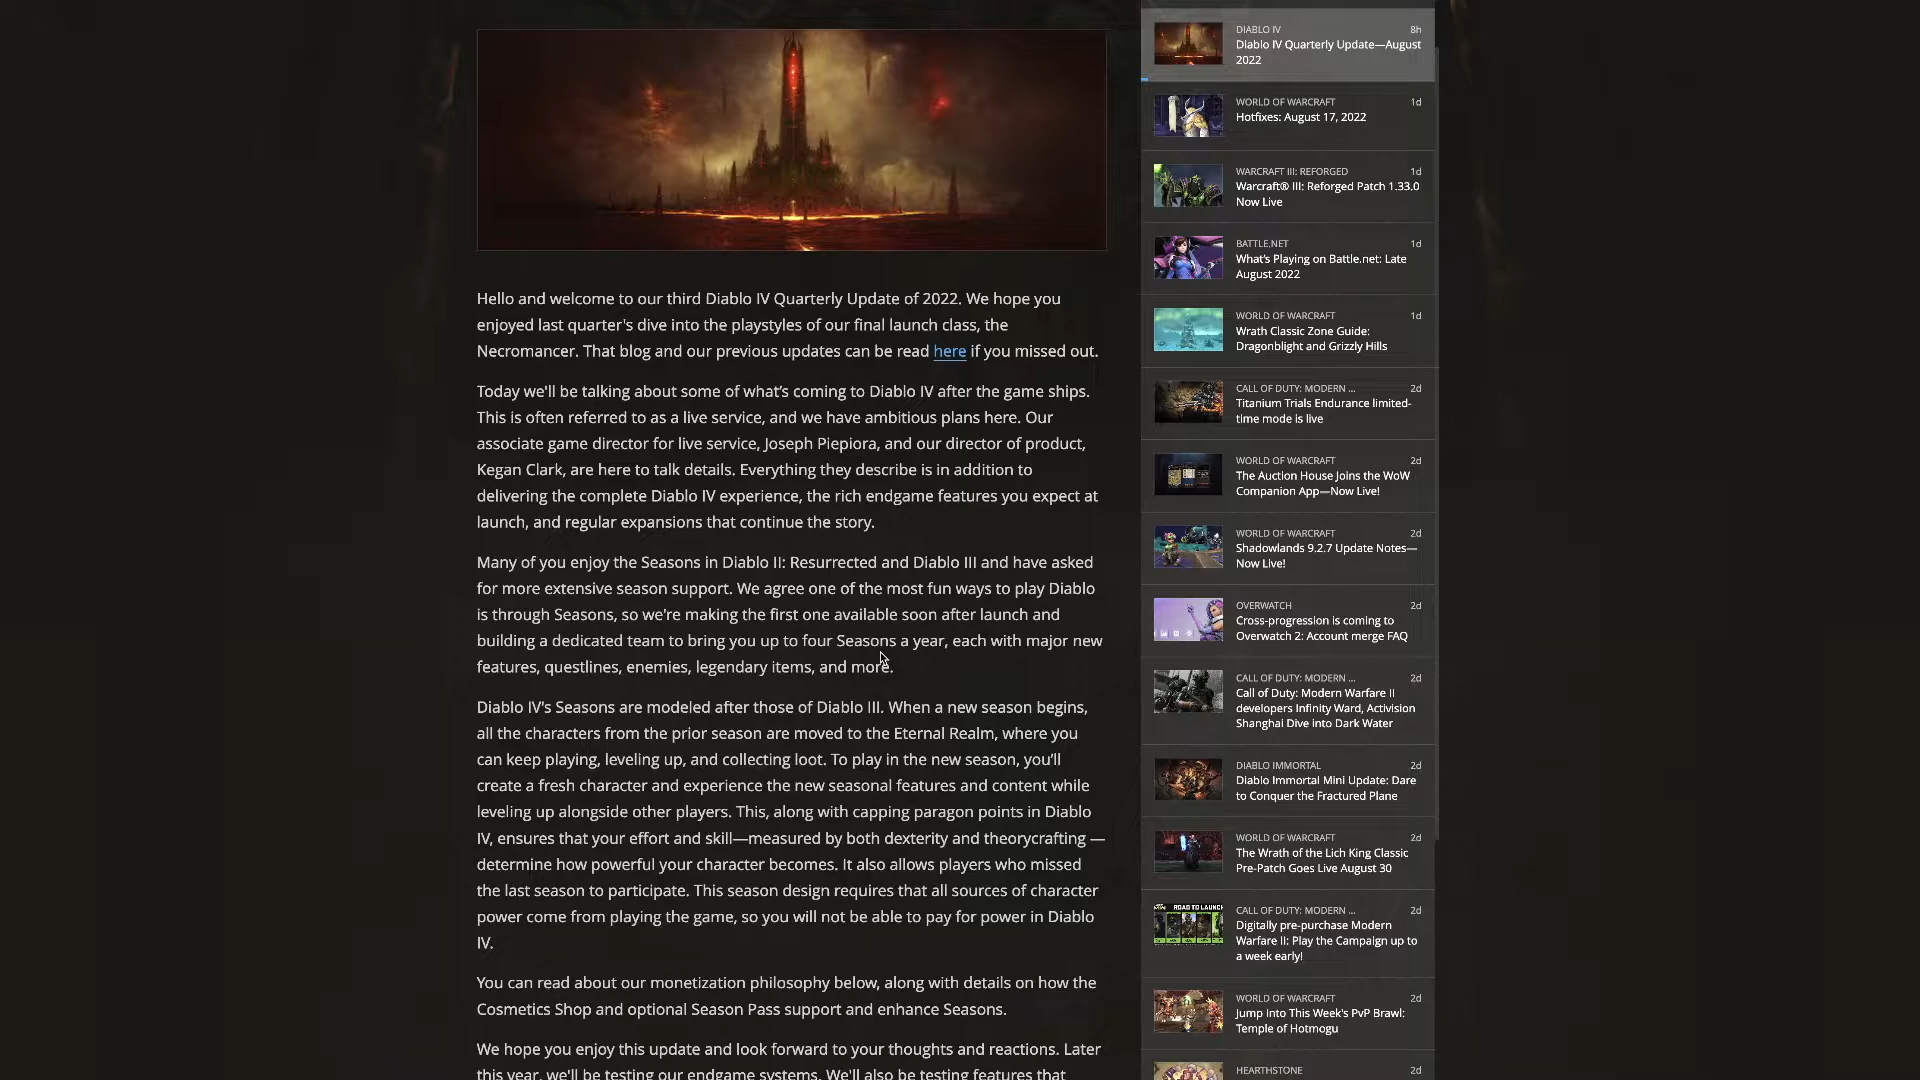 Hello and welcome to our third Diablo IV Quarterly Update of 2022. We hope you
enjoyed last quarter's dive into the playstyles of our final launch class, the
Necromancer. That blog and our previous updates can be read here if you missed out.
Today we'll be talking about some of what's coming to Diablo IV after the game ships.
This is often referred to as a live service, and we have ambitious plans here. Our
associate game director for live service, Joseph Piepiora, and our director of product,
Kegan Clark, are here to talk details. Everything they describe is in addition to
delivering the complete Diablo IV experience, the rich endgame features you expect at
launch, and regular expansions that continue the story.
Many of you enjoy the Seasons in Diablo II: Resurrected and Diablo III and have asked
for more extensive season support. We agree one of the most fun ways to play Diablo
is through Seasons, so we're making the first one available soon after launch and
building a dedicated team to bring you up to four Seasons a year, each with major new
features, questlines, enemies, legendary items, and more.
Diablo IV's Seasons are modeled after those of Diablo III. When a new season begins,
all the characters from the prior season are moved to the Eternal Realm, where you
can keep playing, leveling up, and collecting loot. To play in the new season, you'll
create a fresh character and experience the new seasonal features and content while
leveling up alongside other players. This, along with capping paragon points in Diablo
IV, ensures that your effort and skill—measured by both dexterity and theorycrafting —
determine how powerful your character becomes. It also allows players who missed
the last season to participate. This season design requires that all sources of character
power come from playing the game, so you will not be able to pay for power in Diablo
IV.
You can read about our monetization philosophy below, along with details on how the
Cosmetics Shop and optional Season Pass support and enhance Seasons.
We hope you enjoy this update and look forward to your thoughts and reactions. Later
this year, we'll be testing our endgame systems. We'll also be testing features that
DIABLO IV 8h
Diablo IV Quarterly Update—August
2022
WORLD OF WARCRAFT 1d
Hotfixes: August 17, 2022
WARCRAFT III: REFORGED 1d
Warcraft® III: Reforged Patch 1.33.0
Now Live
BATTLE.NET 1d
What's Playing on Battle.net: Late
August 2022
WORLD OF WARCRAFT 1d
Wrath Classic Zone Guide:
Dragonblight and Grizzly Hills
CALL OF DUTY: MODERN ... 2d
Titanium Trials Endurance limited-
time mode is live
WORLD OF WARCRAFT 2d
The Auction House Joins the WoW
Companion App—Now Live!
WORLD OF WARCRAFT 2d
Shadowlands 9.2.7 Update Notes—
Now Live!
OVERWATCH 2d
Cross-progression is coming to
Overwatch 2: Account merge FAQ
CALL OF DUTY: MODERN ... 2d
Call of Duty: Modern Warfare II
developers Infinity Ward, Activision
Shanghai Dive into Dark Water
DIABLO IMMORTAL 2d
Diablo Immortal Mini Update: Dare
to Conquer the Fractured Plane
WORLD OF WARCRAFT 2d
The Wrath of the Lich King Classic
Pre-Patch Goes Live August 30
ROAD TO LAUNCH
CALL OF DUTY: MODERN ... 2d
Digitally pre-purchase Modern
Warfare II: Play the Campaign up to
a week early!
WORLD OF WARCRAFT 2d
Jump Into This Week's PvP Brawl:
Temple of Hotmogu
HEARTHSTONE 2d